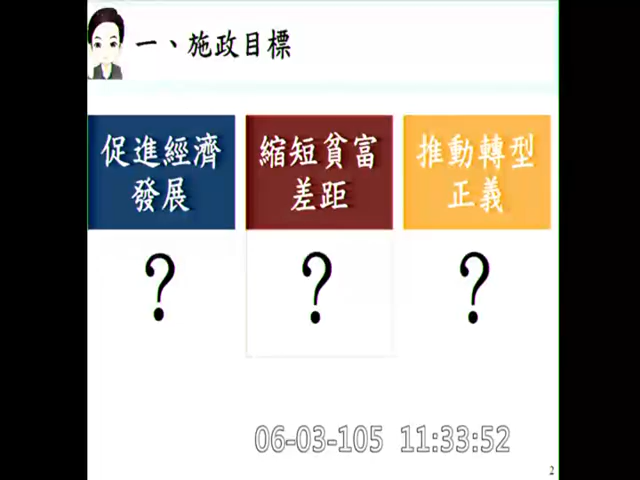 一、施政目標
促進經濟
發展
縮短貧富
差距
推動轉型
正義
? ? ?
06-03-105 11:33:52
2